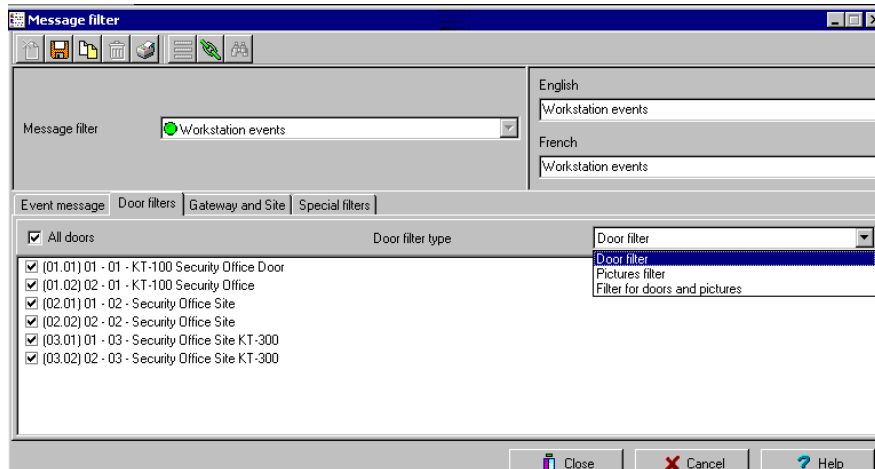 Message filter
English
Workstation events
Message filter
Workstation events
French
Workstation events
Event message
Door filters
Gateway and Site
Special filters
All doors
Door filter type
Door filter
Door filter
Pictures filter
Filter for doors and pictures
(01.01) 01 - 01 - KT-100 Security Office Door
(01.02) 02 - 01 - KT-100 Security Office
(02.01) 01 - 02 - Security Office Site
(02.02) 02 - 02 - Security Office Site
(03.01) 01 - 03 - Security Office Site KT-300
(03.02) 02 - 03 - Security Office Site KT-300
Close
Cancel
Help